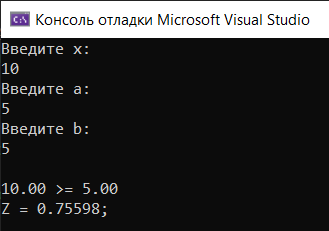 C:\
Консоль отладки Microsoft Visual Studio
Введите x:
10
Введите a:
5
Введите b:
5
10.00 >= 5.00
Z = 0.75598;